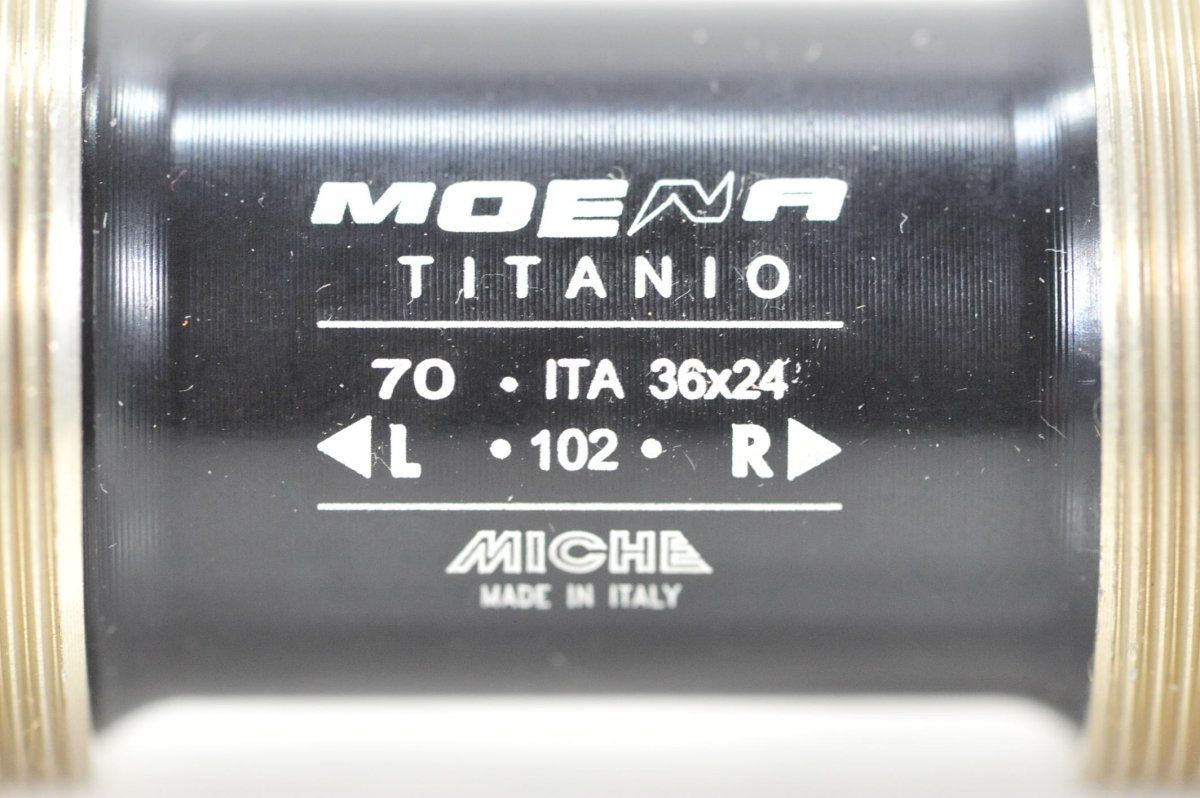 MOENA
TITANIO
70 • ITA 36x24
◀L • 102 • R▶
MICHE
MADE IN ITALY